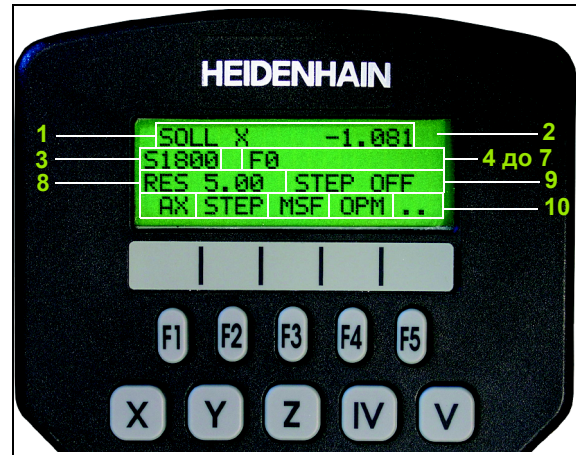 HEIDENHAIN
1 SOLL X -1.081 2
3 S1800 F0 4 до 7
8 RES 5.00 STEP OFF 9
AX STEP MSF OPM .. 10
F1 F2 F3 F4 F5
X Y Z IV V